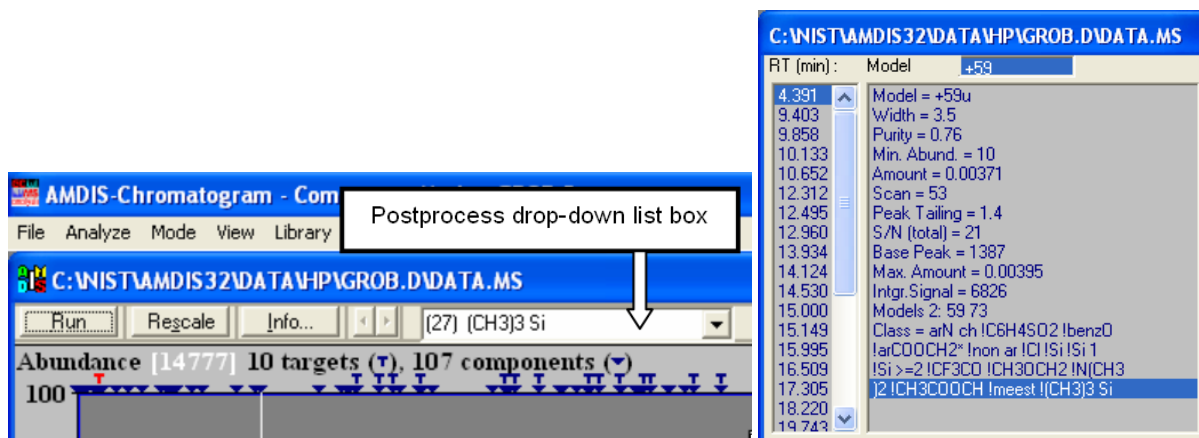 AMDIS-Chromatogram - Com
Postprocess drop-down list box
File Analyze Mode View Library
C:\NIST\AMDIS32\DATA\HP\GROB.D\DATA.MS
Run Rescale Info... (27) (CH3)3 Si
Abundance [14777] 10 targets (T), 107 components (▼)
100
C:\NIST\AMDIS32\DATA\HP\GROB.D\DATA.MS
RT (min) : Model +59
4.391
9.403
9.858
10.133
10.652
12.312
12.495
12.960
13.934
14.124
14.530
15.000
15.149
15.995
16.509
17.305
18.220
19.743
Model = +59u
Width = 3.5
Purity = 0.76
Min. Abund. = 10
Amount = 0.00371
Scan = 53
Peak Tailing = 1.4
S/N (total) = 21
Base Peak = 1387
Max. Amount = 0.00395
Intgr.Signal = 6826
Models 2: 59 73
Class = arN ch !C6H4SO2 !benzO
!arCOOCH2* !non ar !Cl !Si !Si 1
!Si >=2 !CF3CO !CH3OCH2 !N(CH3
)2 !CH3COOCH !meest !(CH3)3 Si